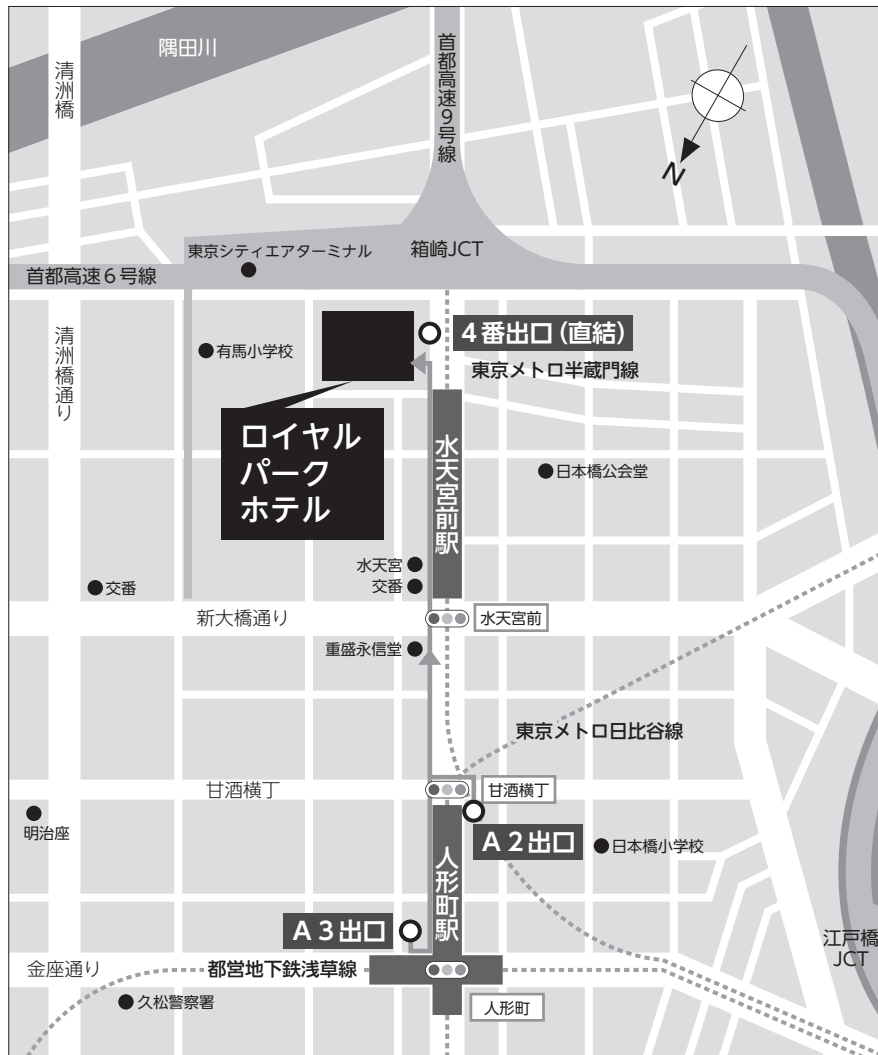 隅田川
清洲橋
首都高速9号線
N
東京シティエアターミナル
箱崎JCT
首都高速6号線
4番出口(直結)
清洲橋通り
有馬小学校
東京メトロ半蔵門線
ロイヤル
パーク
ホテル
水天宮前駅
日本橋公会堂
水天宮
交番
交番
新大橋通り
水天宮前
重盛永信堂
東京メトロ日比谷線
甘酒横丁
甘酒横丁
明治座
A2出口
日本橋小学校
人形町駅
A3出口
江戸橋
JCT
金座通り
都営地下鉄浅草線
久松警察署
人形町